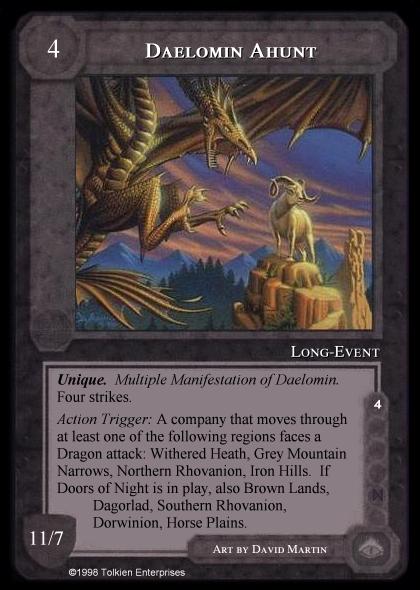 4
DAELOMIN AHUNT
LONG-EVENT
Unique. Multiple Manifestation of Daelomin.
Four strikes.
4
Action Trigger: A company that moves through
at least one of the following regions faces a
Dragon attack: Withered Heath, Grey Mountain
Narrows, Northern Rhovanion, Iron Hills. If
Doors of Night is in play, also Brown Lands,
Dagorlad, Southern Rhovanion,
Dorwinion, Horse Plains.
N
11/7
ART BY DAVID MARTIN
©1998 Tolkien Enterprises